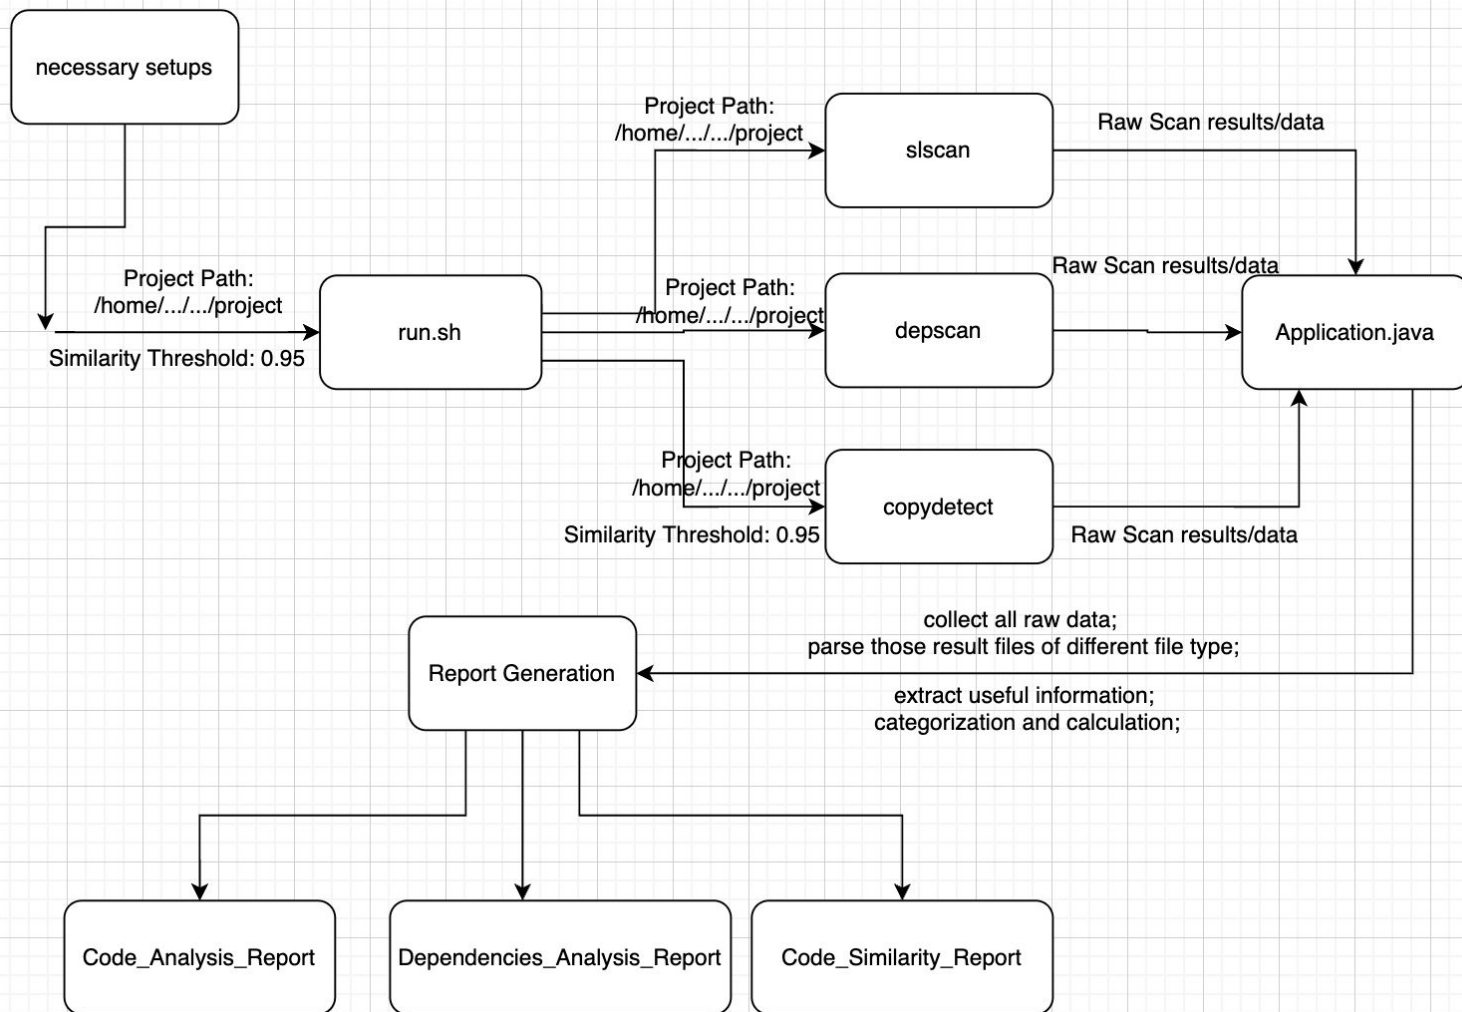 necessary setups
Project Path:
/home/.../.../project
slscan
Raw Scan results/data
Project Path:
/home/.../.../project
Similarity Threshold: 0.95
run.sh
Project Path:
/home/.../.../project
depscan
Raw Scan results/data
Application.java
Project Path:
/home/.../.../project
Similarity Threshold: 0.95
copydetect
Raw Scan results/data
collect all raw data;
parse those result files of different file type;
extract useful information;
categorization and calculation;
Report Generation
Code_Analysis_Report
Dependencies_Analysis_Report
Code_Similarity_Report